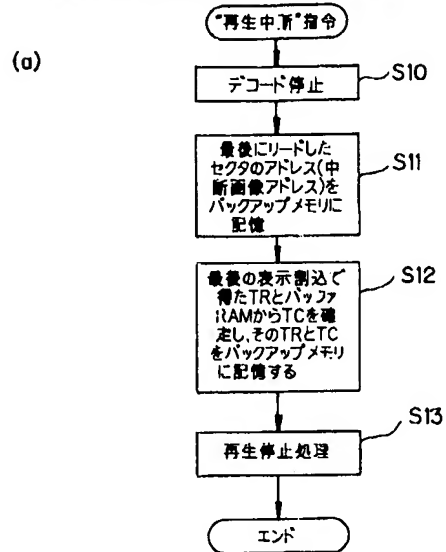 "再生中断"指令
(a)
デコード停止
S10
最後にリードした
セクタのアドレス(中
断画像アドレス)を
バックアップメモリに
記憶
S11
最後の表示割込で
得たTRとバッファ
RAMからTCを確
定し、そのTRとTC
をバックアップメモリ
に記憶する
S12
再生停止処理
S13
エンド